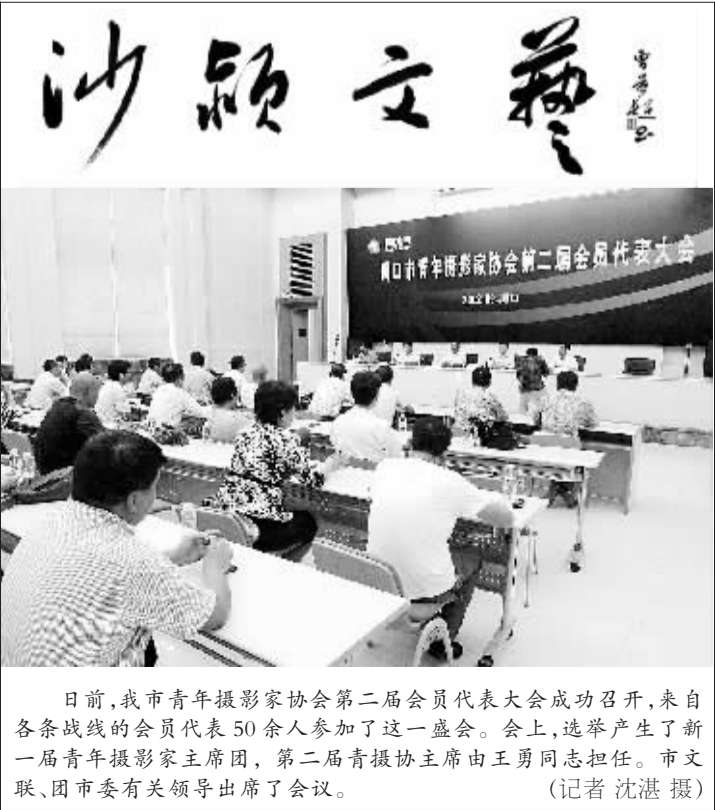 沙颍文藝
周口市青年摄影家协会第二届会员代表大会
日前,我市青年摄影家协会第二届会员代表大会成功召开,来自
各条战线的会员代表 50 余人参加了这一盛会。会上,选举产生了新
一届青年摄影家主席团, 第二届青摄协主席由王勇同志担任。市文
联、团市委有关领导出席了会议。 (记者 沈湛 摄)